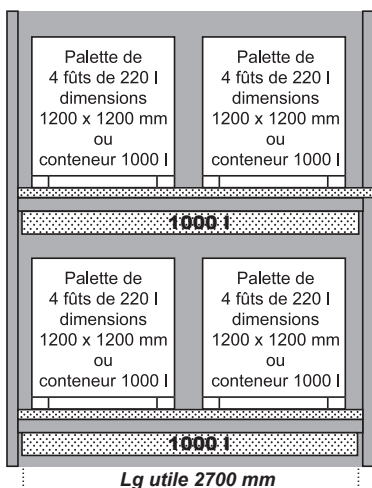 Palette de
4 fûts de 220 l
dimensions
1200 x 1200 mm
ou
conteneur 1000 l
Palette de
4 fûts de 220 l
dimensions
1200 x 1200 mm
ou
conteneur 1000 l
1000 l
Palette de
4 fûts de 220 l
dimensions
1200 x 1200 mm
ou
conteneur 1000 l
Palette de
4 fûts de 220 l
dimensions
1200 x 1200 mm
ou
conteneur 1000 l
1000 l
Lg utile 2700 mm